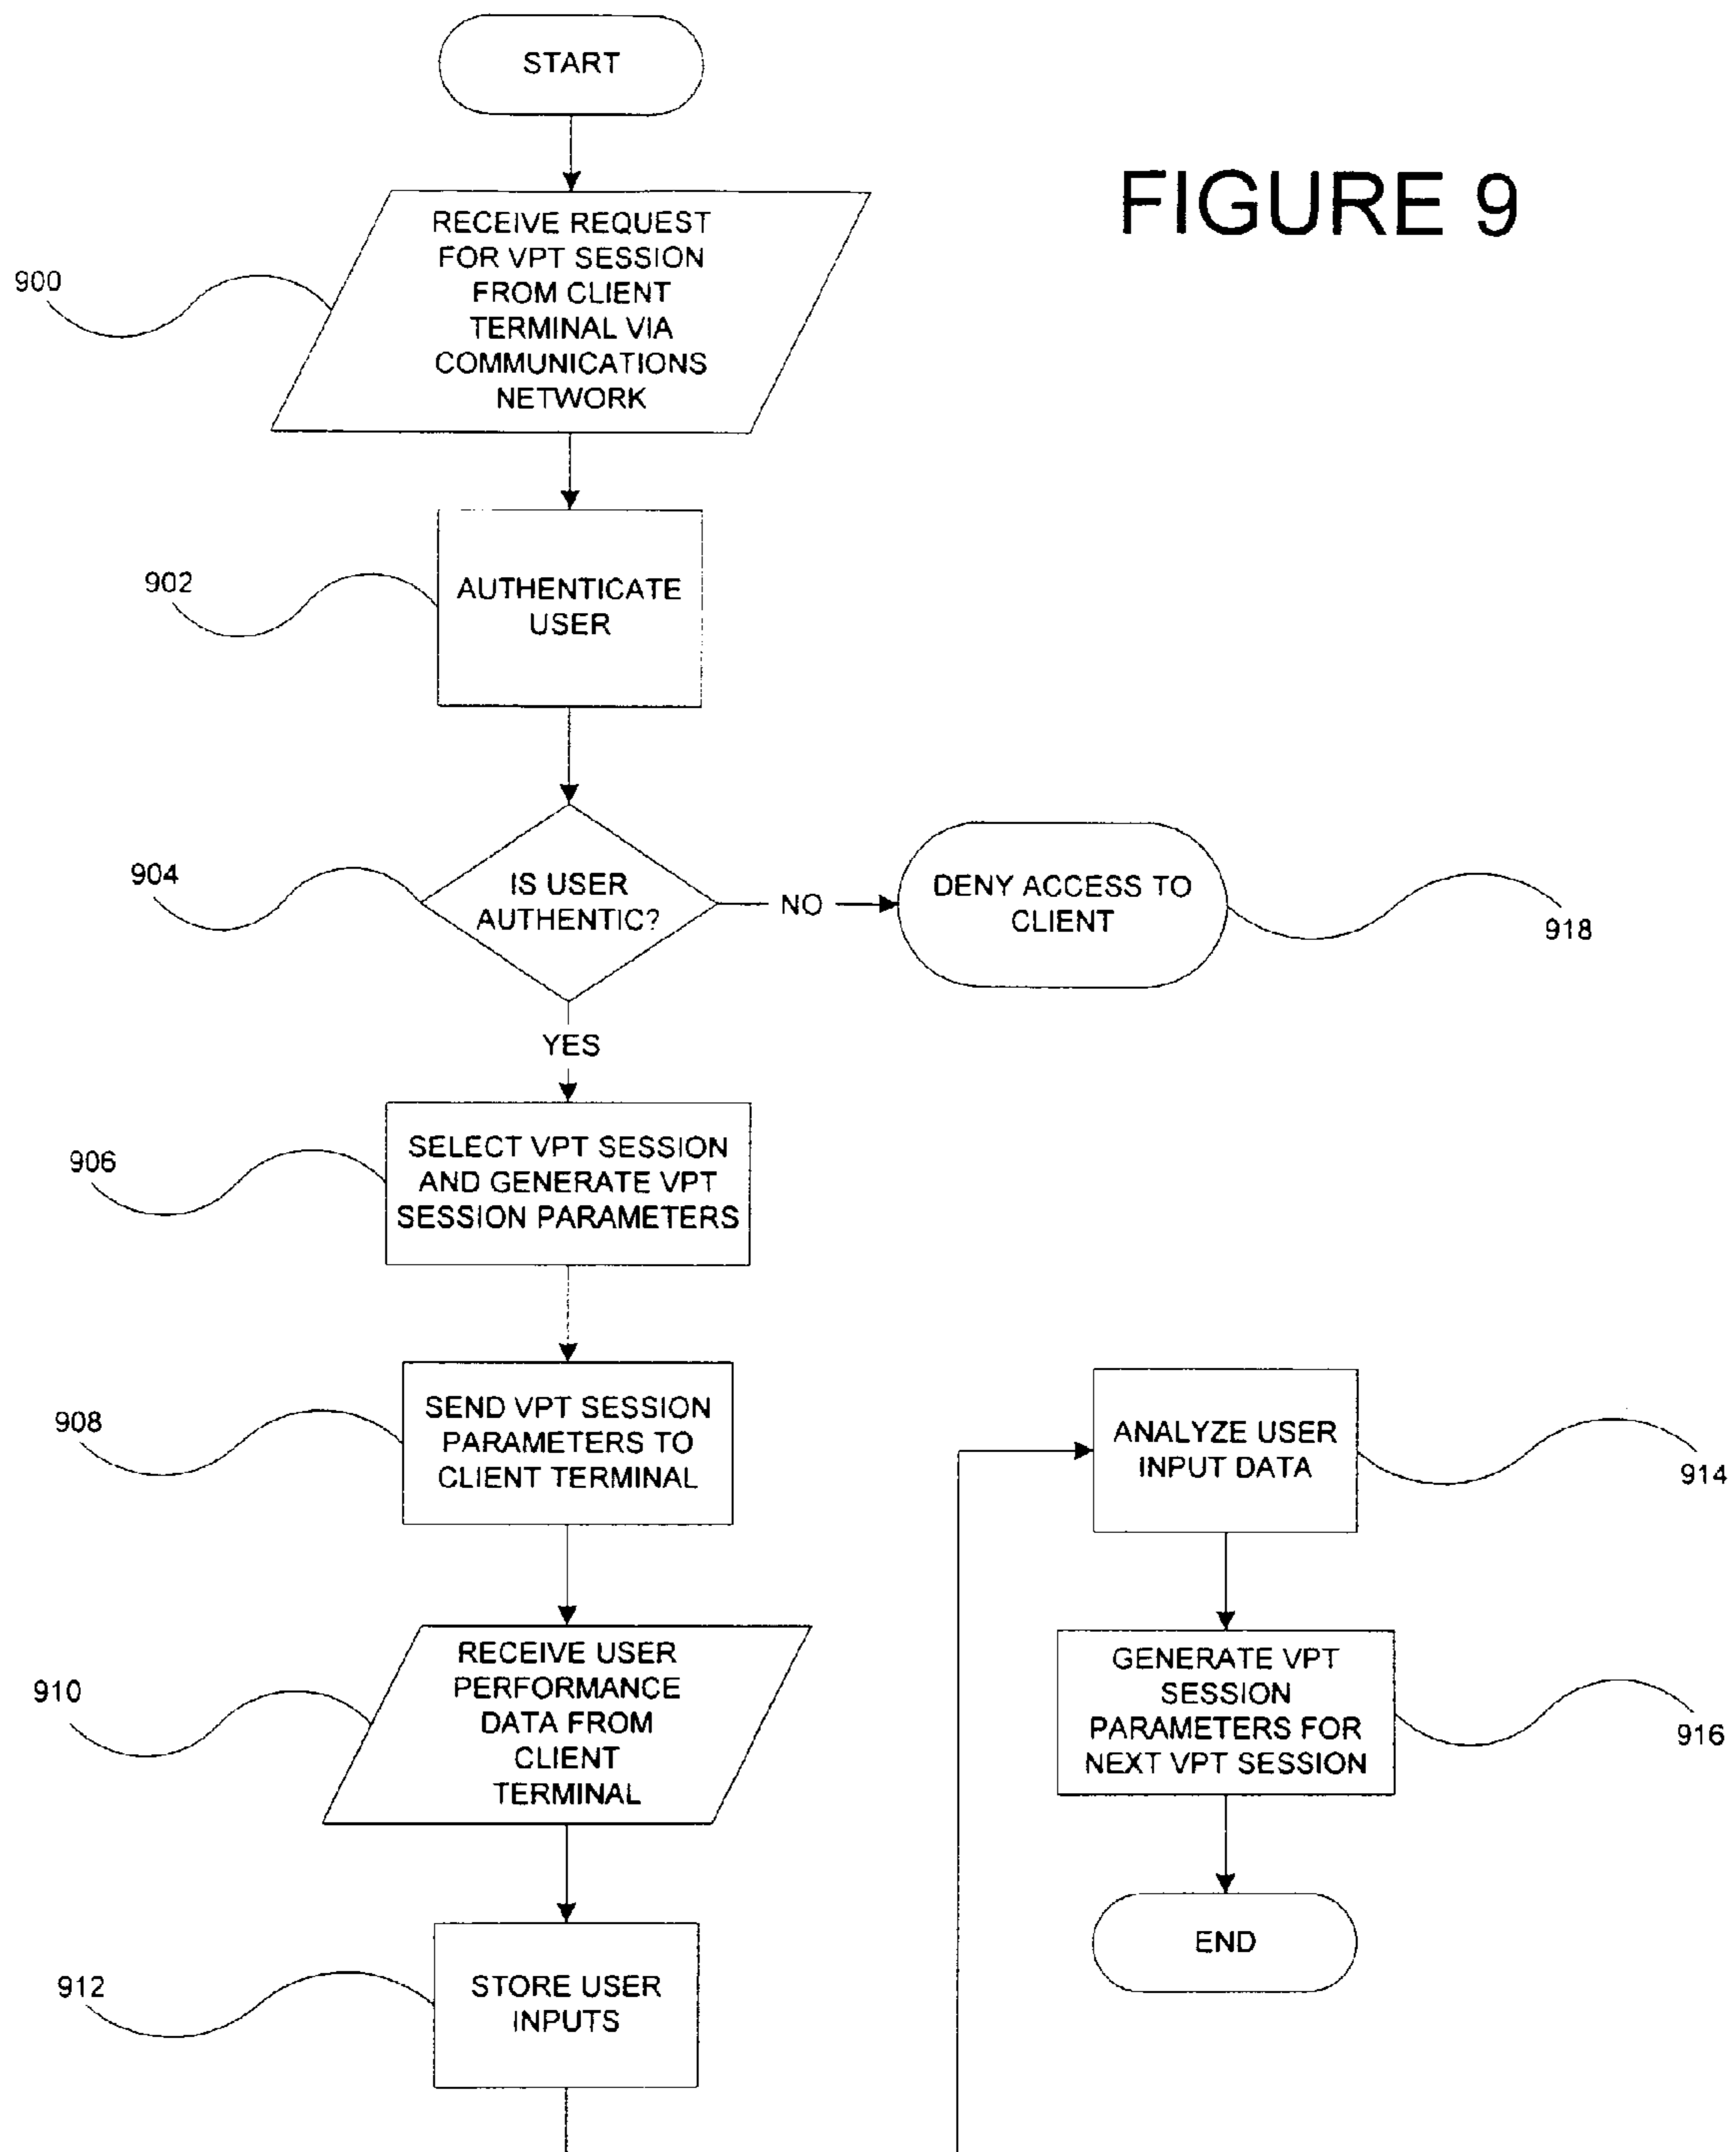 START
FIGURE 9
RECEIVE REQUEST
FOR VPT SESSION
FROM CLIENT
TERMINAL VIA
COMMUNICATIONS
NETWORK
900
AUTHENTICATE
USER
902
IS USER
AUTHENTIC?
904
NO
DENY ACCESS TO
CLIENT
918
YES
SELECT VPT SESSION
AND GENERATE VPT
SESSION PARAMETERS
906
SEND VPT SESSION
PARAMETERS TO
CLIENT TERMINAL
908
RECEIVE USER
PERFORMANCE
DATA FROM
CLIENT
TERMINAL
910
STORE USER
INPUTS
912
ANALYZE USER
INPUT DATA
914
GENERATE VPT
SESSION
PARAMETERS FOR
NEXT VPT SESSION
916
END